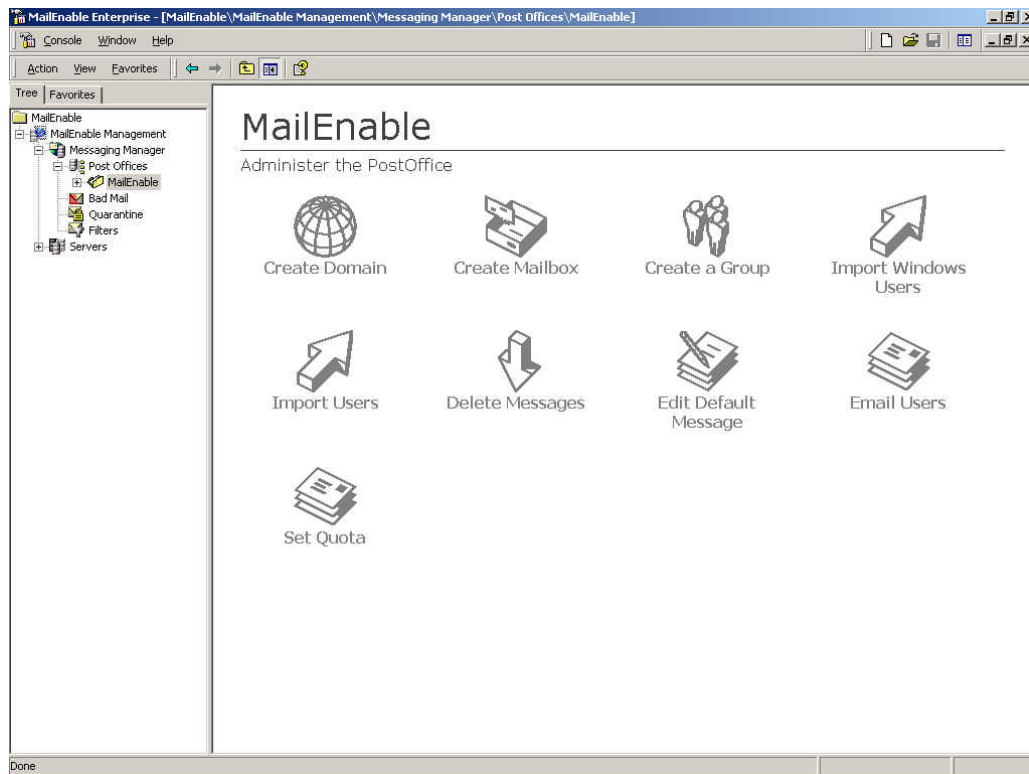 MailEnable Enterprise - [MailEnable\MailEnable Management\Messaging Manager\Post Offices\MailEnable]
Console Window Help
Action View Favorites
Tree Favorites
MailEnable
MailEnable Management
Messaging Manager
Post Offices
MailEnable
Bad Mail
Quarantine
Filters
Servers
MailEnable
Administer the PostOffice
Create Domain
Create Mailbox
Create a Group
Import Windows
Users
Import Users
Delete Messages
Edit Default
Message
Email Users
Set Quota
Done